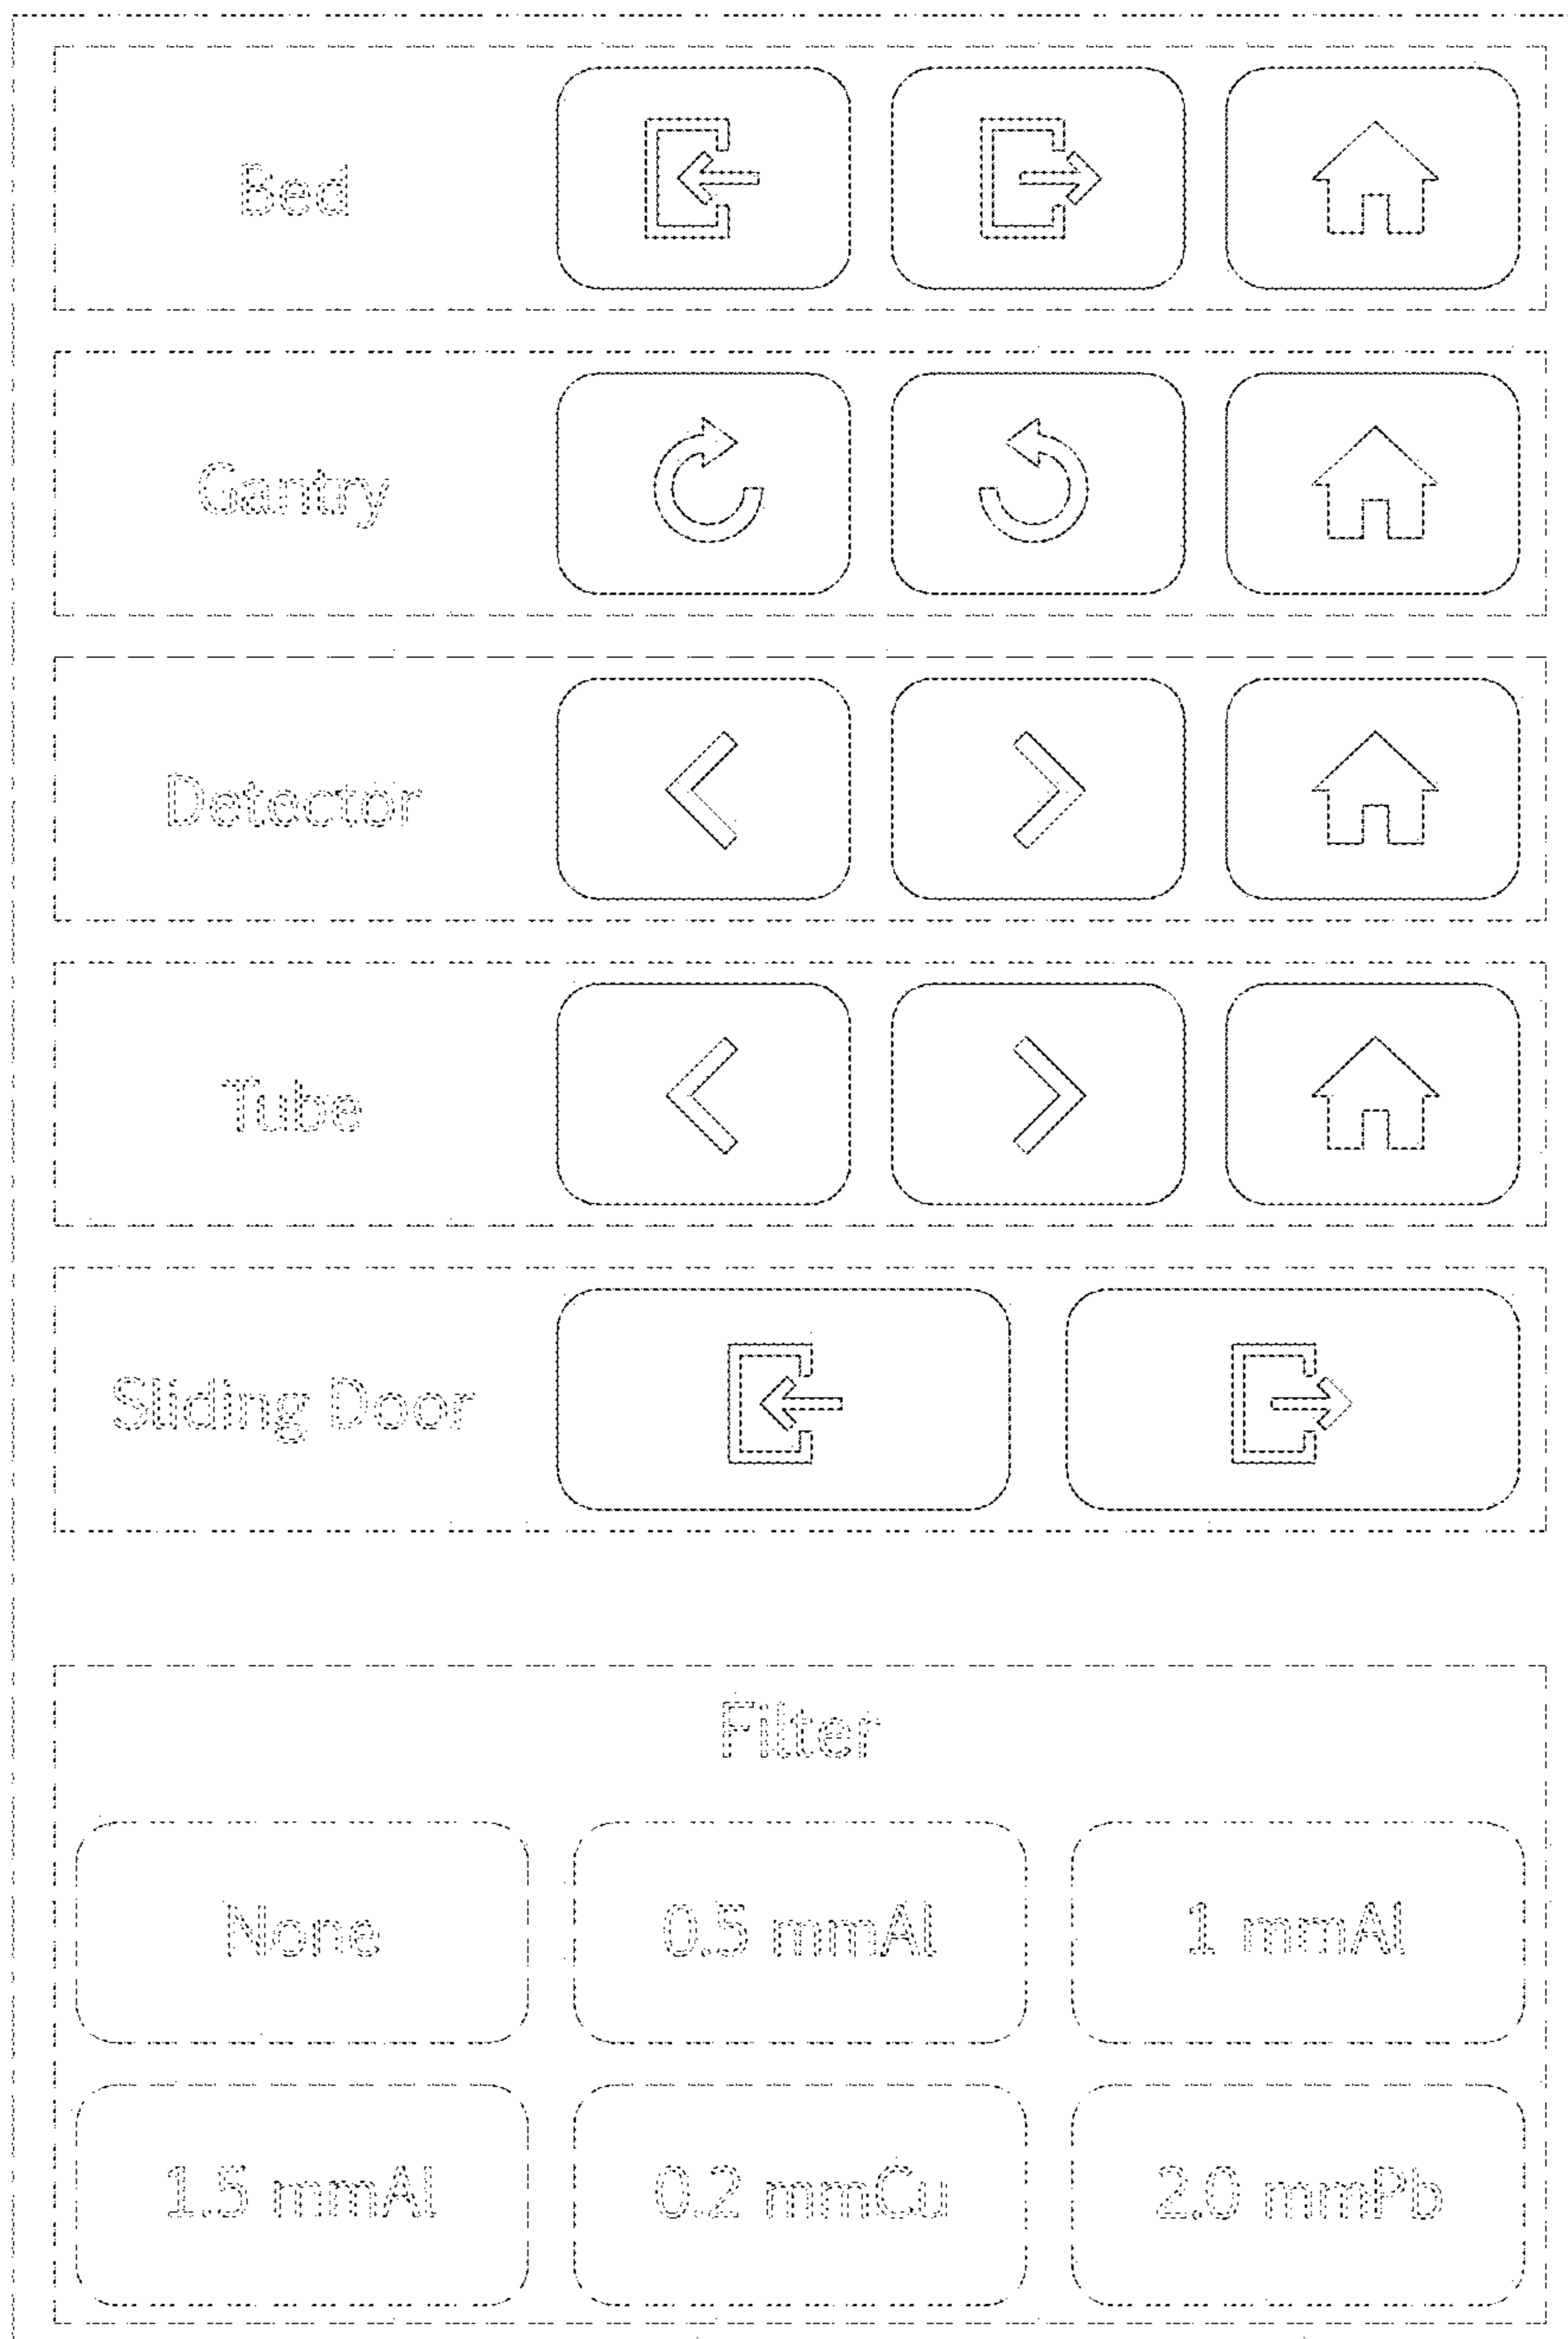 Bed
Gantry
Detector
Tube
Sliding Door
Filter
None
0.5 mmAl
1 mmAl
1.5 mmAl
0.2 mmCu
2.0 mmPb